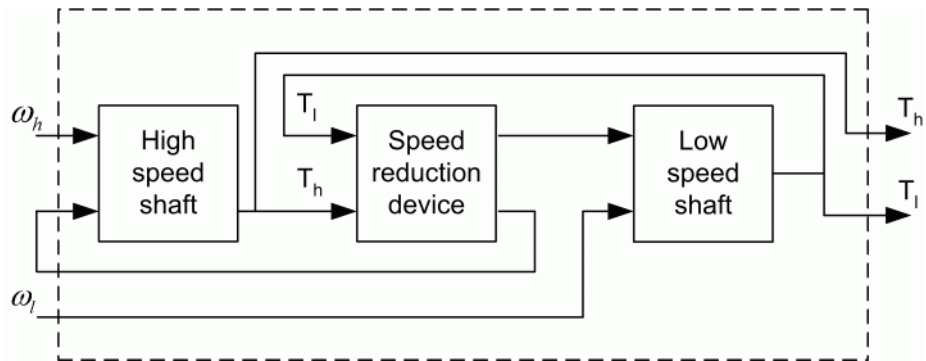 ω_h
High
speed
shaft
T_l
T_h
Speed
reduction
device
Low
speed
shaft
T_h
T_l
ω_l